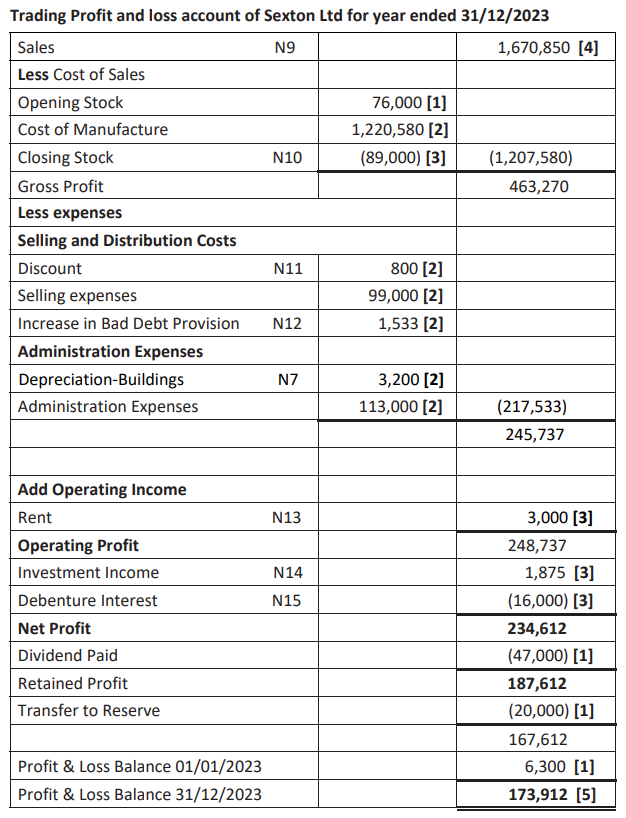 Trading Profit and loss account of Sexton Ltd for year ended 31/12/2023
Sales N9 1,670,850 [4]
Less Cost of Sales
Opening Stock 76,000 [1]
Cost of Manufacture 1,220,580 [2]
Closing Stock N10 (89,000) [3] (1,207,580)
Gross Profit 463,270
Less expenses
Selling and Distribution Costs
Discount N11 800 [2]
Selling expenses 99,000 [2]
Increase in Bad Debt Provision N12 1,533 [2]
Administration Expenses
Depreciation-Buildings N7 3,200 [2]
Administration Expenses 113,000 [2] (217,533)
245,737
Add Operating Income
Rent N13 3,000 [3]
Operating Profit 248,737
Investment Income N14 1,875 [3]
Debenture Interest N15 (16,000) [3]
Net Profit 234,612
Dividend Paid (47,000) [1]
Retained Profit 187,612
Transfer to Reserve (20,000) [1]
167,612
Profit & Loss Balance 01/01/2023 6,300 [1]
Profit & Loss Balance 31/12/2023 173,912 [5]